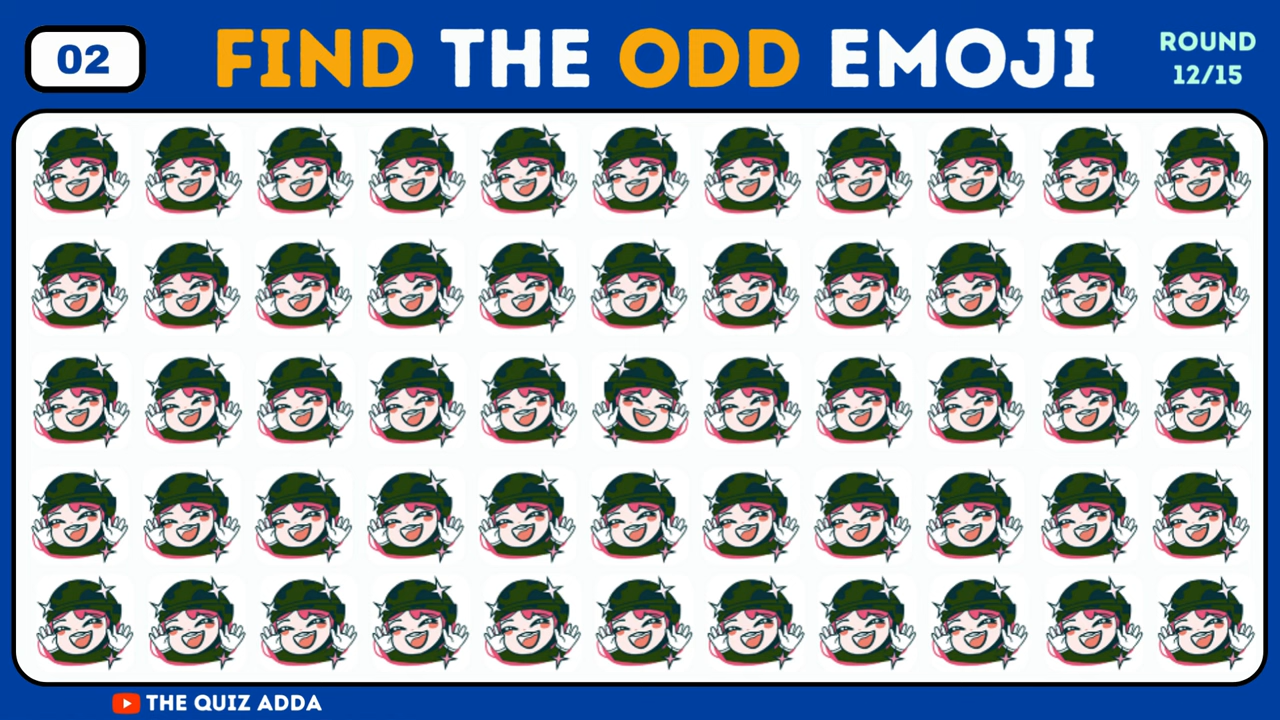 02
FIND THE ODD EMOJI
ROUND
12/15
THE QUIZ ADDA